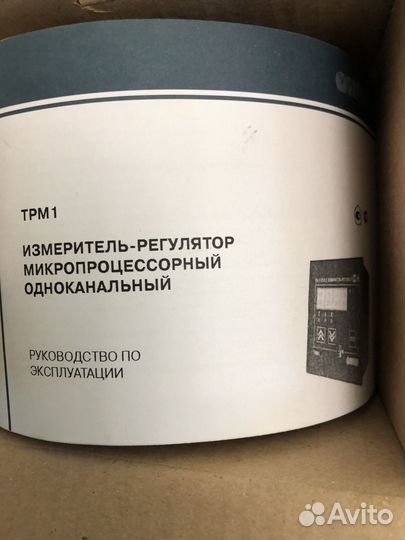 ТРМ1
ИЗМЕРИТЕЛЬ-РЕГУЛЯТОР
МИКРОПРОЦЕССОРНЫЙ
ОДНОКАНАЛЬНЫЙ
РУКОВОДСТВО ПО
ЭКСПЛУАТАЦИИ
Avito